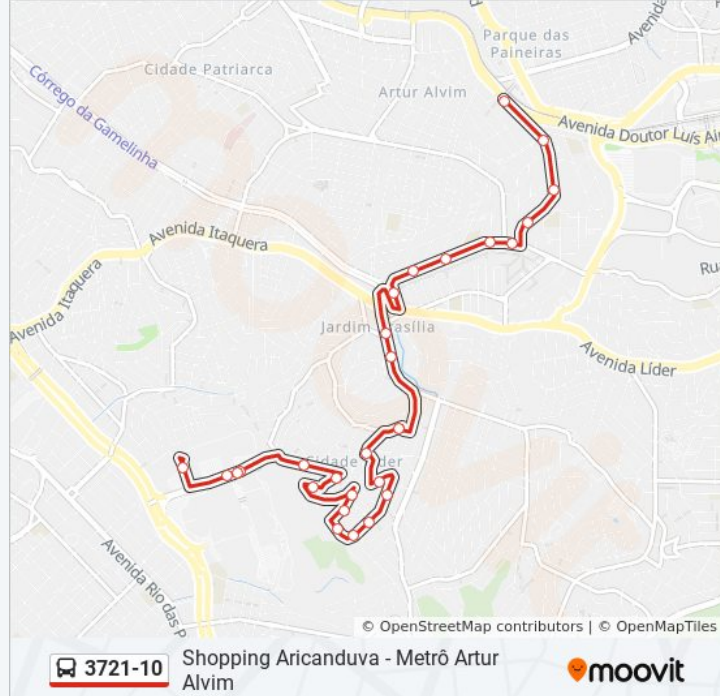 Parque das
Paineiras
Avenida
Cidade Patriarca
Artur Alvim
Córrego da Gamelinha
Avenida Doutor Luís Air
Avenida Itaquera
Avenida Itaquera
Ru
Jardim Brasília
Avenida Líder
Cidade Líder
Avenida Rio das P
© OpenStreetMap contributors | © OpenMapTiles
3721-10
Shopping Aricanduva - Metrô Artur
Alvim
moovit